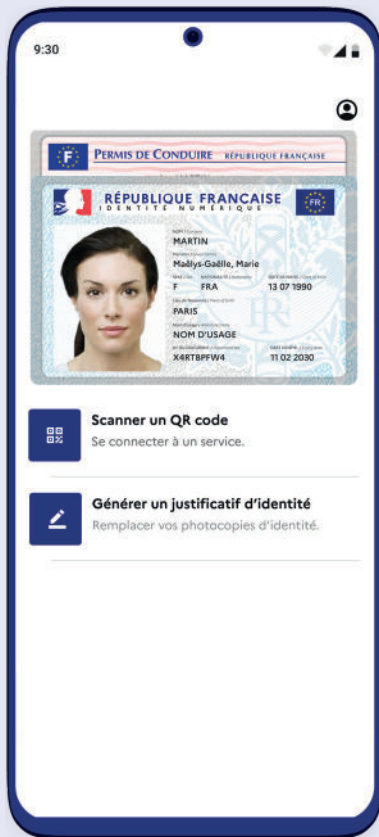 9:30
F
PERMIS DE CONDUIRE RÉPUBLIQUE FRANÇAISE
RÉPUBLIQUE FRANÇAISE
FR
IDENTITÉ NUMÉRIQUE
MARTIN
Maëlys-Gaëlle, Marie
F FRA 13 07 1990
PARIS
NOM D'USAGE
X4RTBPFW4 11 02 2030
RF
Scanner un QR code
Se connecter à un service.
Générer un justificatif d'identité
Remplacer vos photocopies d'identité.